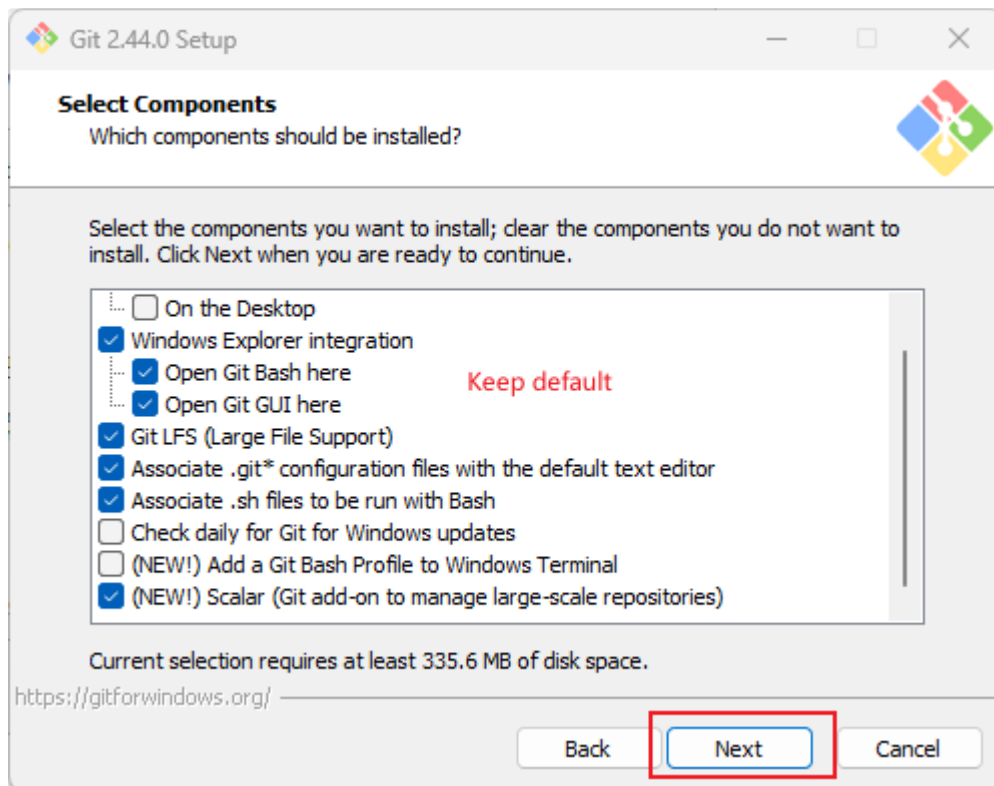 Git 2.44.0 Setup
Select Components
Which components should be installed?
Select the components you want to install; clear the components you do not want to
install. Click Next when you are ready to continue.
On the Desktop
Windows Explorer integration
Open Git Bash here
Keep default
Open Git GUI here
Git LFS (Large File Support)
Associate .git* configuration files with the default text editor
Associate .sh files to be run with Bash
Check daily for Git for Windows updates
(NEW!) Add a Git Bash Profile to Windows Terminal
(NEW!) Scalar (Git add-on to manage large-scale repositories)
Current selection requires at least 335.6 MB of disk space.
https://gitforwindows.org/
Back Next Cancel